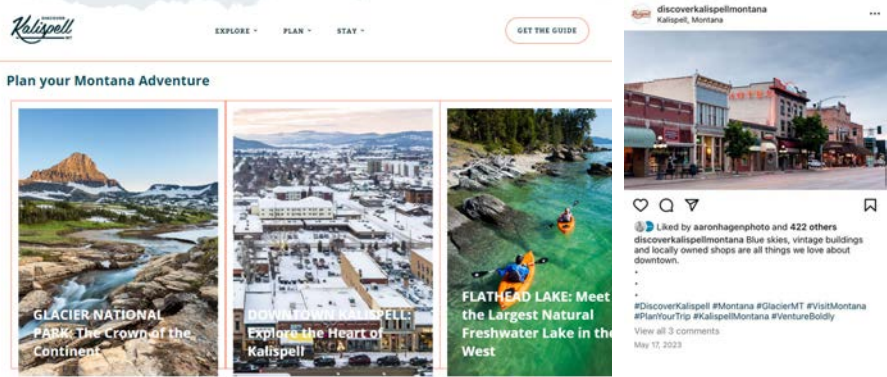 DISCOVER
Kalispell
MT
EXPLORE
PLAN
STAY
GET THE GUIDE
Plan your Montana Adventure
GLACIER NATIONAL
PARK: The Crown of the
Continent
DOWNTOWN KALISPELL:
Explore the Heart of
Kalispell
FLATHEAD LAKE: Meet
the Largest Natural
Freshwater Lake in the
West
discoverkalispellmontana
Kalispell, Montana
HOTEL
Liked by aaronhagenphoto and 422 others
discoverkalispellmontana Blue skies, vintage buildings
and locally owned shops are all things we love about
downtown.
.
.
.
#DiscoverKalispell #Montana #GlacierMT #VisitMontana
#PlanYourTrip #KalispellMontana #VentureBoldly
View all 3 comments
May 17, 2023